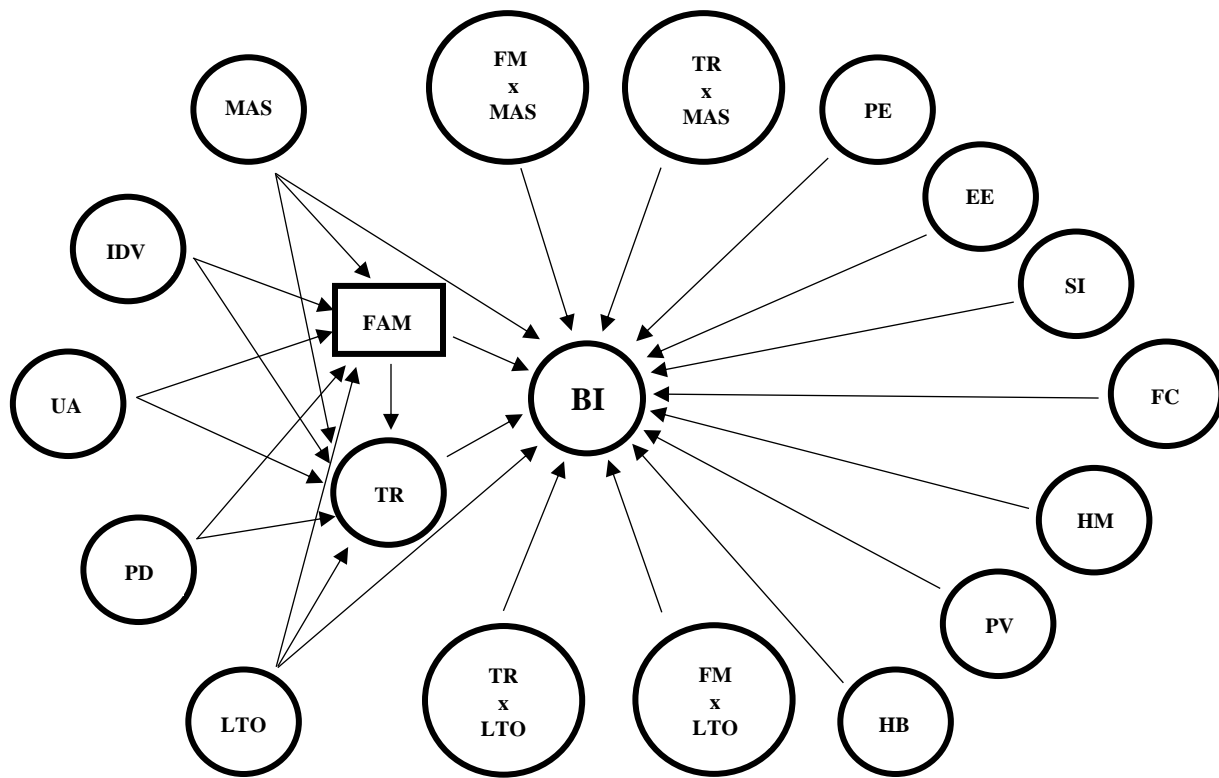 FM
x
MAS
TR
x
MAS
MAS
PE
EE
IDV
SI
FAM
BI
FC
UA
TR
HM
PD
PV
TR
x
LTO
FM
x
LTO
LTO
HB